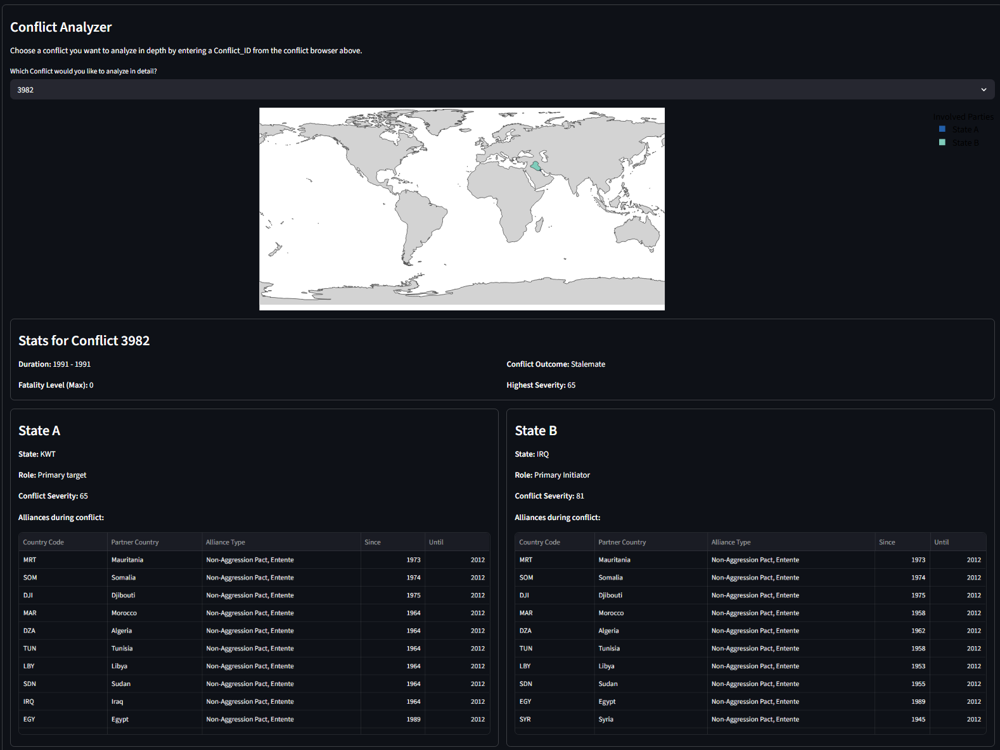 Conflict Analyzer
Choose a conflict you want to analyze in depth by entering a Conflict_ID from the conflict browser above.
Which Conflict would you like to analyze in detail?
3982
Involved Parties
State A
State B
Stats for Conflict 3982
Duration: 1991 - 1991
Conflict Outcome: Stalemate
Fatality Level (Max): 0
Highest Severity: 65
State A
State: KWT
Role: Primary target
Conflict Severity: 65
Alliances during conflict:
Country Code Partner Country Alliance Type Since Until
MRT Mauritania Non-Aggression Pact, Entente 1973 2012
SOM Somalia Non-Aggression Pact, Entente 1974 2012
DJI Djibouti Non-Aggression Pact, Entente 1975 2012
MAR Morocco Non-Aggression Pact, Entente 1964 2012
DZA Algeria Non-Aggression Pact, Entente 1964 2012
TUN Tunisia Non-Aggression Pact, Entente 1964 2012
LBY Libya Non-Aggression Pact, Entente 1964 2012
SDN Sudan Non-Aggression Pact, Entente 1964 2012
IRQ Iraq Non-Aggression Pact, Entente 1964 2012
EGY Egypt Non-Aggression Pact, Entente 1989 2012
State B
State: IRQ
Role: Primary Initiator
Conflict Severity: 81
Alliances during conflict:
Country Code Partner Country Alliance Type Since Until
MRT Mauritania Non-Aggression Pact, Entente 1973 2012
SOM Somalia Non-Aggression Pact, Entente 1974 2012
DJI Djibouti Non-Aggression Pact, Entente 1975 2012
MAR Morocco Non-Aggression Pact, Entente 1958 2012
DZA Algeria Non-Aggression Pact, Entente 1962 2012
TUN Tunisia Non-Aggression Pact, Entente 1958 2012
LBY Libya Non-Aggression Pact, Entente 1953 2012
SDN Sudan Non-Aggression Pact, Entente 1955 2012
EGY Egypt Non-Aggression Pact, Entente 1989 2012
SYR Syria Non-Aggression Pact, Entente 1945 2012